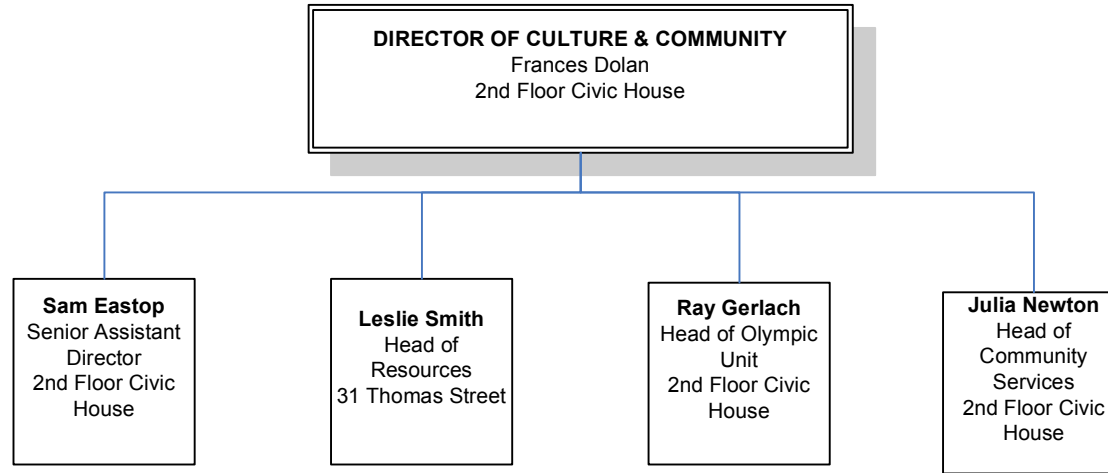 DIRECTOR OF CULTURE & COMMUNITY
Frances Dolan
2nd Floor Civic House
Sam Eastop
Senior Assistant
Director
2nd Floor Civic
House
Leslie Smith
Head of
Resources
31 Thomas Street
Ray Gerlach
Head of Olympic
Unit
2nd Floor Civic
House
Julia Newton
Head of
Community
Services
2nd Floor Civic
House